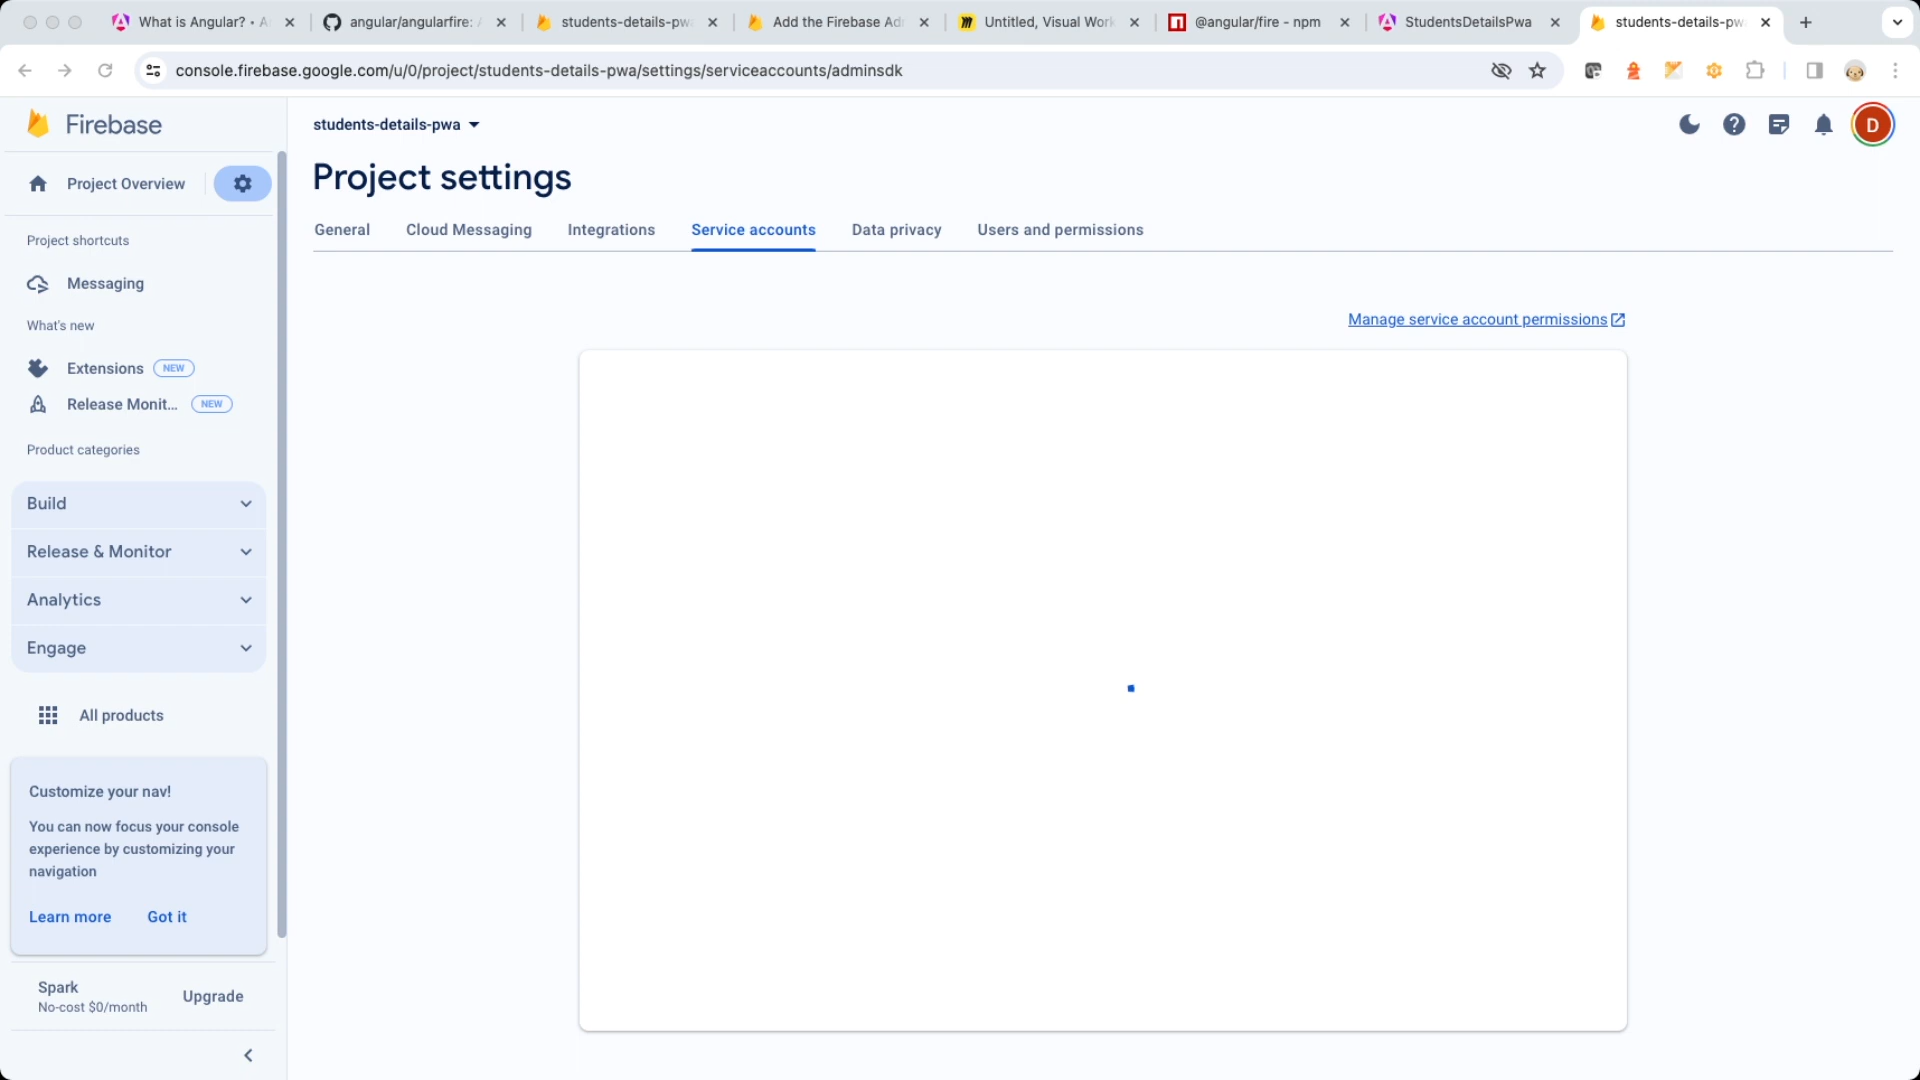 What is Angular? • A
angular/angularfire: A
students-details-pwa
Add the Firebase Adm
Untitled, Visual Work
@angular/fire - npm
StudentsDetailsPwa
students-details-pw
console.firebase.google.com/u/0/project/students-details-pwa/settings/serviceaccounts/adminsdk
Firebase
students-details-pwa
D
Project Overview
Project settings
General
Cloud Messaging
Integrations
Service accounts
Data privacy
Users and permissions
Project shortcuts
Messaging
What's new
Manage service account permissions
Extensions NEW
Release Monit... NEW
Product categories
Build
Release & Monitor
Analytics
Engage
All products
Customize your nav!
You can now focus your console
experience by customizing your
navigation
Learn more
Got it
Spark
No-cost $0/month
Upgrade